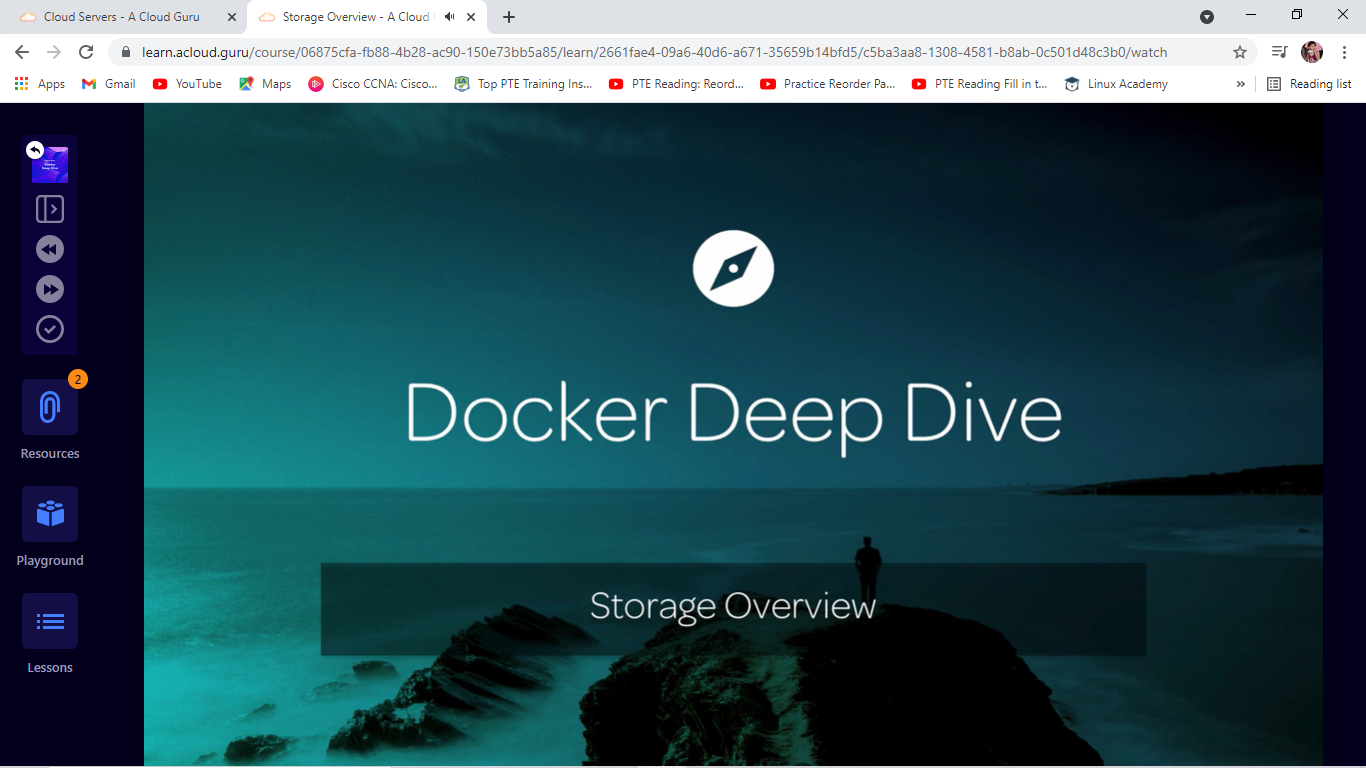 Cloud Servers - A Cloud Guru
Storage Overview - A Cloud
learn.acloud.guru/course/06875cfa-fb88-4b28-ac90-150e73bb5a85/learn/2661fae4-09a6-40d6-a671-35659b14bfd5/c5ba3aa8-1308-4581-b8ab-0c501d48c3b0/watch
Apps Gmail YouTube Maps Cisco CCNA: Cisco... Top PTE Training Ins... PTE Reading: Reord... Practice Reorder Pa... PTE Reading Fill in t... Linux Academy » Reading list
Docker
Deep Dive
2
Resources
Playground
Lessons
Docker Deep Dive
Storage Overview